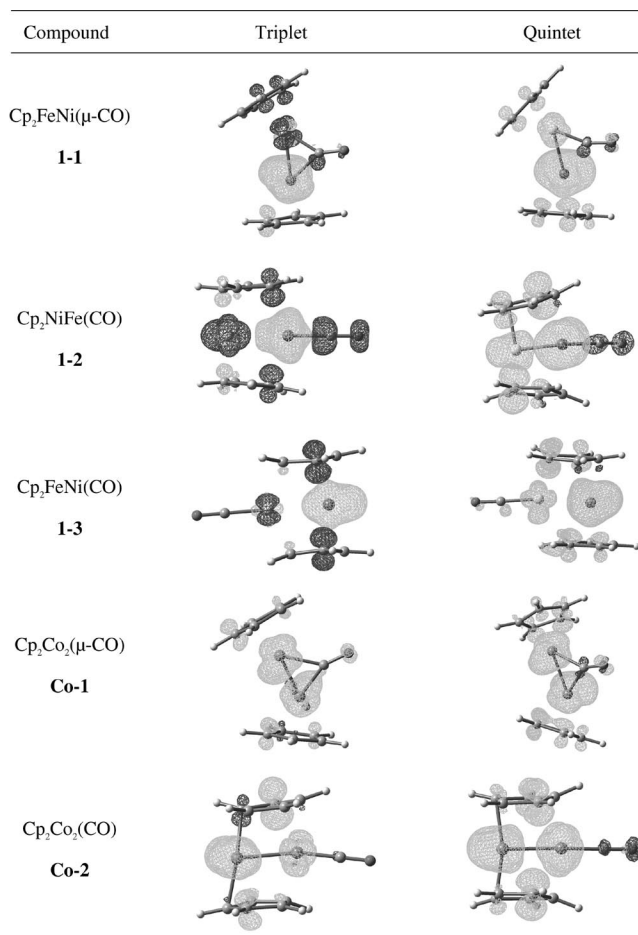 Compound Triplet Quintet
Cp₂FeNi(μ-CO)
1-1
Cp₂NiFe(CO)
1-2
Cp₂FeNi(CO)
1-3
Cp₂Co₂(μ-CO)
Co-1
Cp₂Co₂(CO)
Co-2